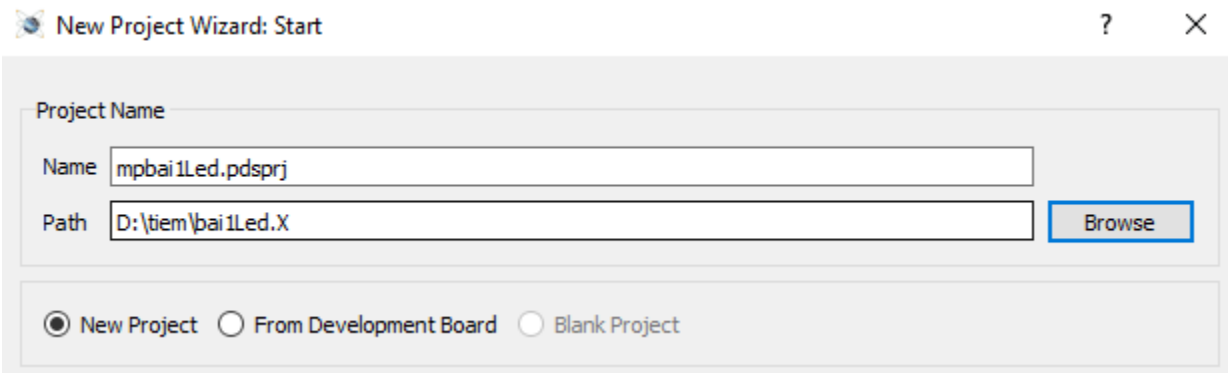 New Project Wizard: Start ? ×
Project Name
Name mpbai1Led.pdsprj
Path D:\tiem\bai1Led.X Browse
New Project From Development Board Blank Project